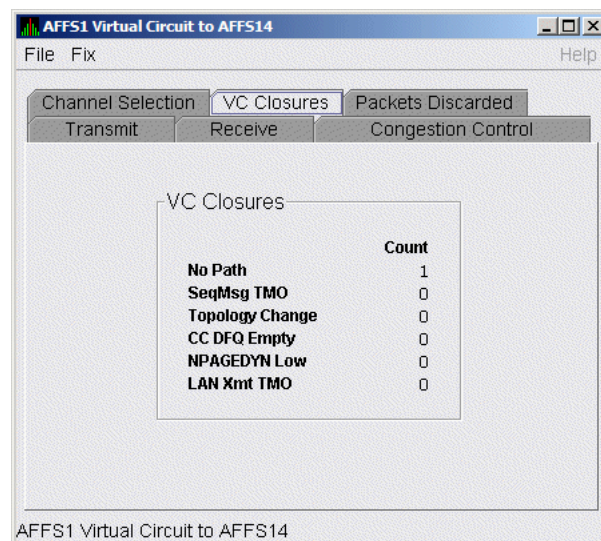 AFFS1 Virtual Circuit to AFFS14
File Fix Help
Channel Selection VC Closures Packets Discarded
Transmit Receive Congestion Control
VC Closures
Count
No Path 1
SeqMsg TMO 0
Topology Change 0
CC DFQ Empty 0
NPAGEDYN Low 0
LAN Xmt TMO 0
AFFS1 Virtual Circuit to AFFS14